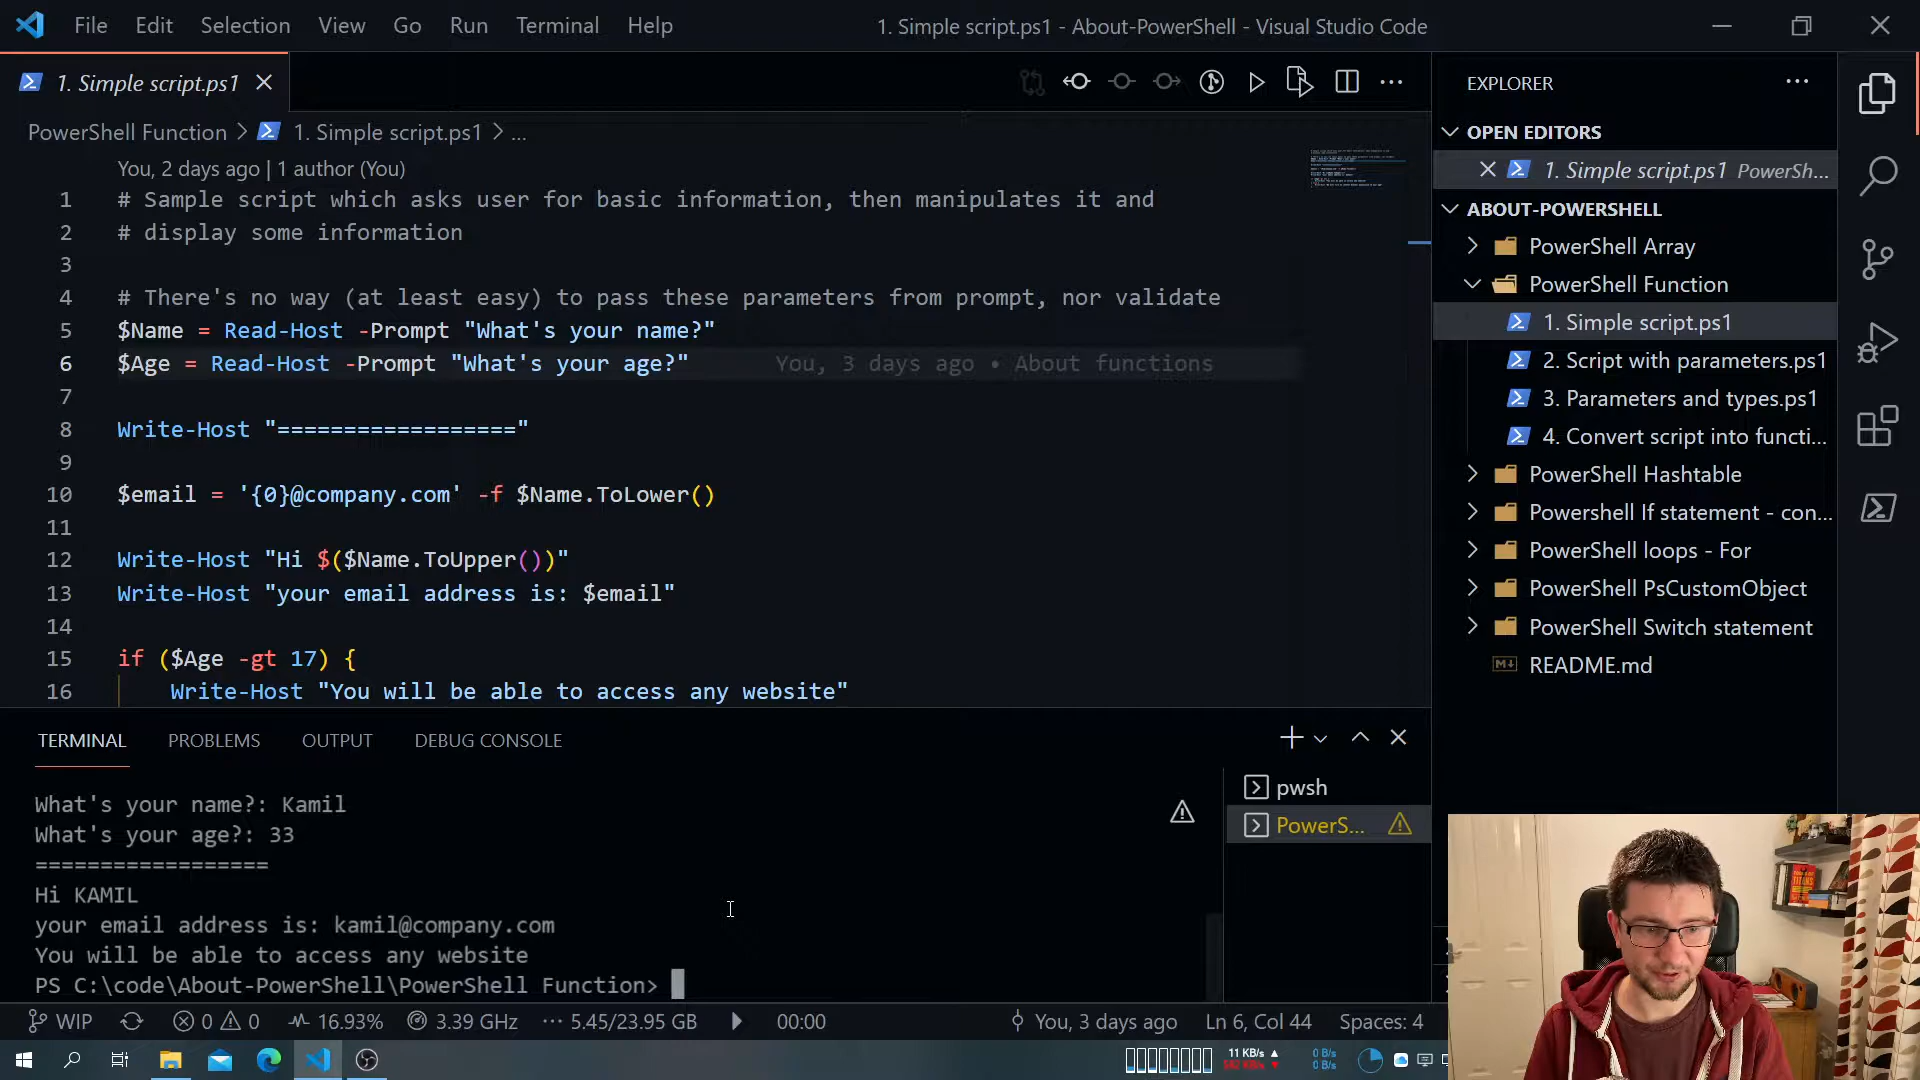 File Edit Selection View Go Run Terminal Help
1. Simple script.ps1 - About-PowerShell - Visual Studio Code
1. Simple script.ps1
PowerShell Function > 1. Simple script.ps1 > ...
You, 2 days ago | 1 author (You)
1 # Sample script which asks user for basic information, then manipulates it and
2 # display some information
3
4 # There's no way (at least easy) to pass these parameters from prompt, nor validate
5 $Name = Read-Host -Prompt "What's your name?"
6 $Age = Read-Host -Prompt "What's your age?" You, 3 days ago • About functions
7
8 Write-Host "=================="
9
10 $email = '{0}@company.com' -f $Name.ToLower()
11
12 Write-Host "Hi $($Name.ToUpper())"
13 Write-Host "your email address is: $email"
14
15 if ($Age -gt 17) {
16 Write-Host "You will be able to access any website"
EXPLORER
OPEN EDITORS
1. Simple script.ps1 PowerSh...
ABOUT-POWERSHELL
PowerShell Array
PowerShell Function
1. Simple script.ps1
2. Script with parameters.ps1
3. Parameters and types.ps1
4. Convert script into functi...
PowerShell Hashtable
Powershell If statement - con...
PowerShell loops - For
PowerShell PsCustomObject
PowerShell Switch statement
README.md
TERMINAL PROBLEMS OUTPUT DEBUG CONSOLE
What's your name?: Kamil
What's your age?: 33
==================
Hi KAMIL
your email address is: kamil@company.com
You will be able to access any website
PS C:\code\About-PowerShell\PowerShell Function>
pwsh
PowerS...
WIP 0 0 16.93% 3.39 GHz 5.45/23.95 GB 00:00 You, 3 days ago Ln 6, Col 44 Spaces: 4
11 KB/s 0 B/s
0 B/s